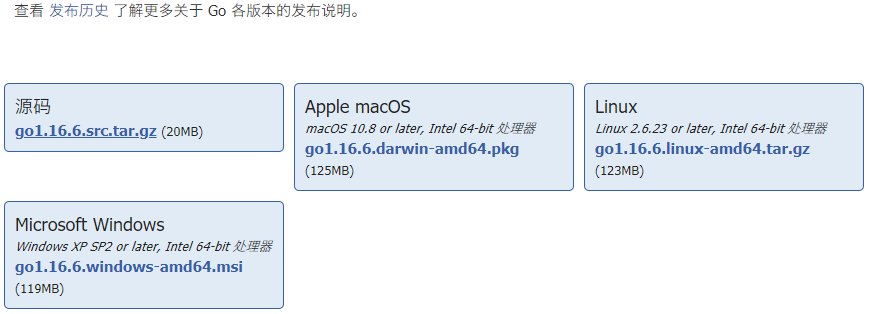 查看 发布历史 了解更多关于 Go 各版本的发布说明。
源码
go1.16.6.src.tar.gz (20MB)
Apple macOS
macOS 10.8 or later, Intel 64-bit 处理器
go1.16.6.darwin-amd64.pkg
(125MB)
Linux
Linux 2.6.23 or later, Intel 64-bit 处理器
go1.16.6.linux-amd64.tar.gz
(123MB)
Microsoft Windows
Windows XP SP2 or later, Intel 64-bit 处理器
go1.16.6.windows-amd64.msi
(119MB)